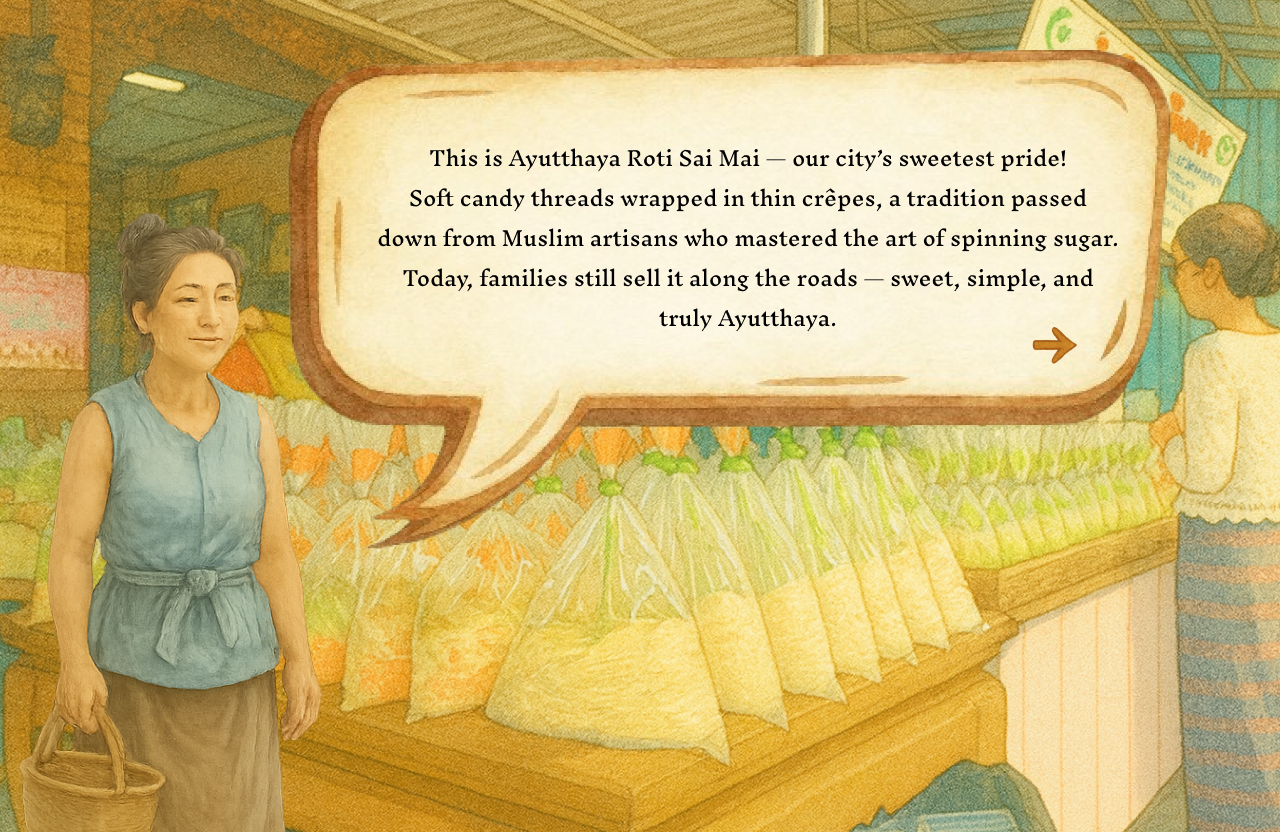 This is Ayutthaya Roti Sai Mai — our city’s sweetest pride!
Soft candy threads wrapped in thin crêpes, a tradition passed
down from Muslim artisans who mastered the art of spinning sugar.
Today, families still sell it along the roads — sweet, simple, and
truly Ayutthaya.